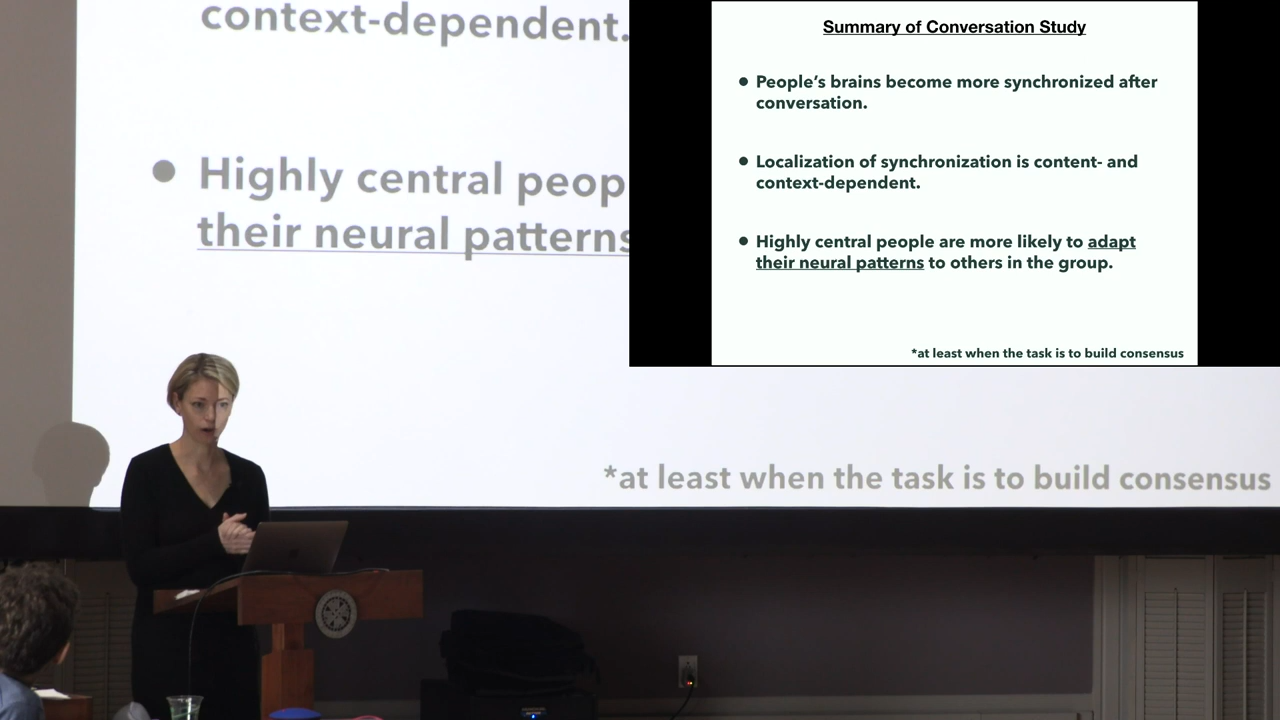 context-dependent.
Highly central peop
their neural patterns
*at least when the task is to build consensus
Summary of Conversation Study
● People's brains become more synchronized after
conversation.
● Localization of synchronization is content- and
context-dependent.
● Highly central people are more likely to adapt
their neural patterns to others in the group.
*at least when the task is to build consensus